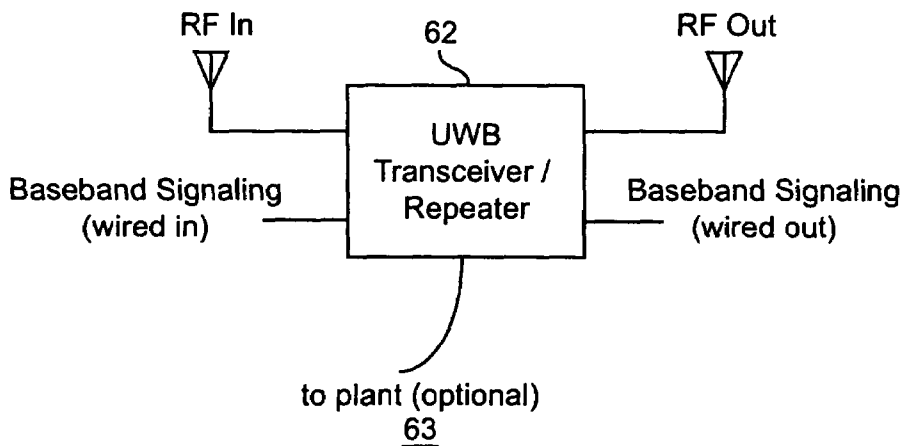 RF In
62
RF Out
UWB
Transceiver /
Repeater
Baseband Signaling
(wired in)
Baseband Signaling
(wired out)
to plant (optional)
63